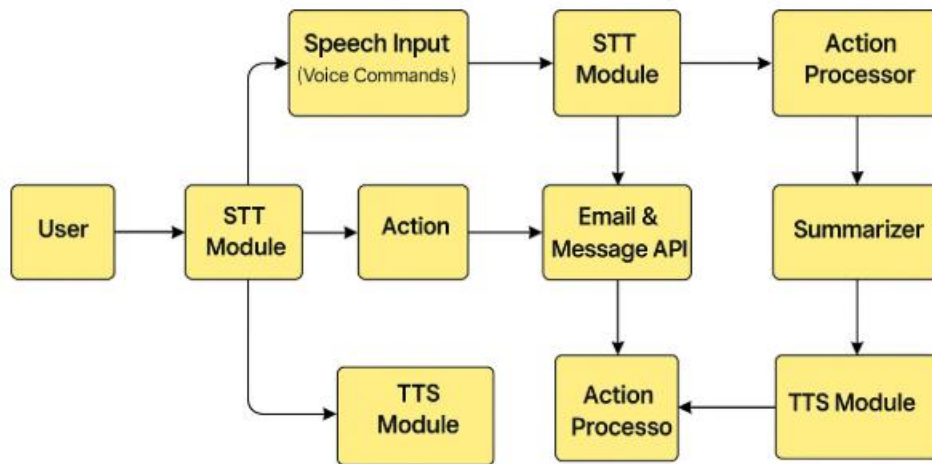 Speech Input
(Voice Commands)
STT
Module
Action
Processor
User
STT
Module
Action
Email &
Message API
Summarizer
TTS
Module
Action
Processo
TTS Module